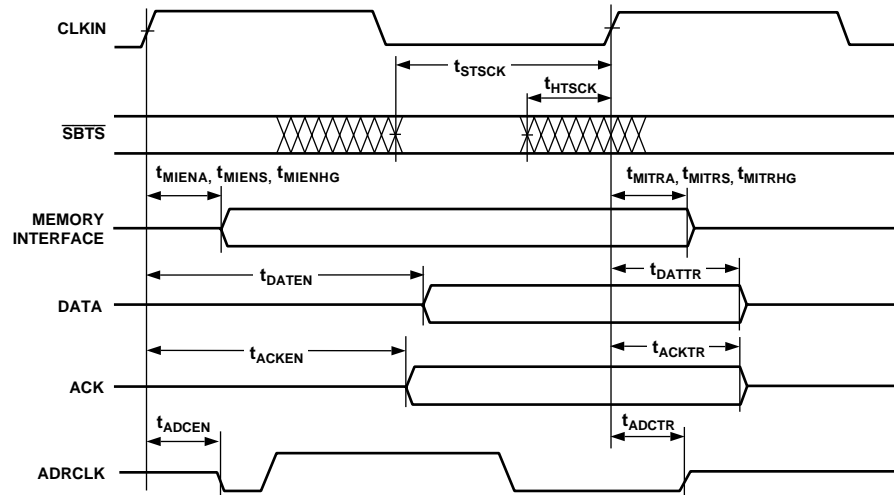 CLKIN
tSTSCK
tHTSCK
SBTS
tMIENA, tMIENS, tMIENHG
tMITRA, tMITRS, tMITRHG
MEMORY
INTERFACE
tDATEN
tDATTR
DATA
tACKEN
tACKTR
ACK
tADCEN
tADCTR
ADRCLK